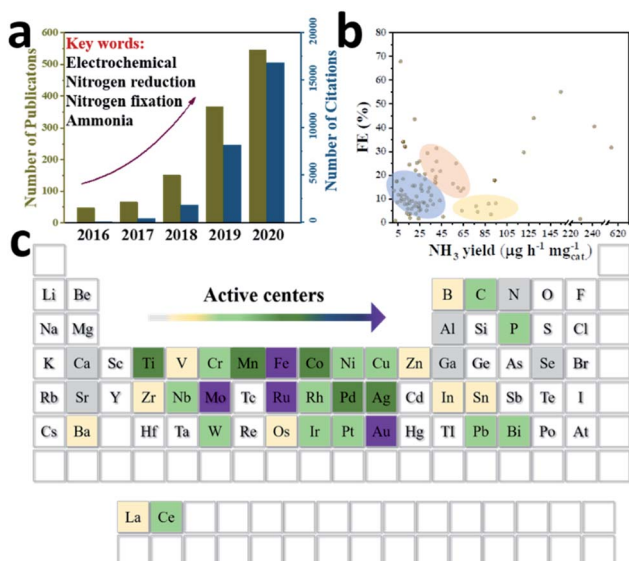 a
Key words:
Electrochemical
Nitrogen reduction
Nitrogen fixation
Ammonia
Number of Publicatons
600
500
400
300
200
100
0
2016 2017 2018 2019 2020
20000
15000
10000
5000
0
Number of Citations
b
FE (%)
80
70
60
50
40
30
20
10
0
5 25 45 65 85 105 125 145 220 220 620
NH3 yield (μg h-1 mg-1cat.)
c
Active centers
B C N O F
Li Be
Na Mg
Al Si P S Cl
K Ca Sc Ti V Cr Mn Fe Co Ni Cu Zn Ga Ge As Se Br
Rb Sr Y Zr Nb Mo Tc Ru Rh Pd Ag Cd In Sn Sb Te I
Cs Ba Hf Ta W Re Os Ir Pt Au Hg Tl Pb Bi Po At
La Ce